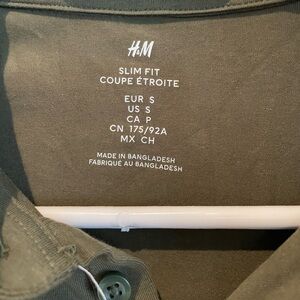 H&M
SLIM FIT
COUPE ÉTROITE
EUR S
US S
CA P
CN 175/92A
MX CH
MADE IN BANGLADESH
FABRIQUÉ AU BANGLADESH